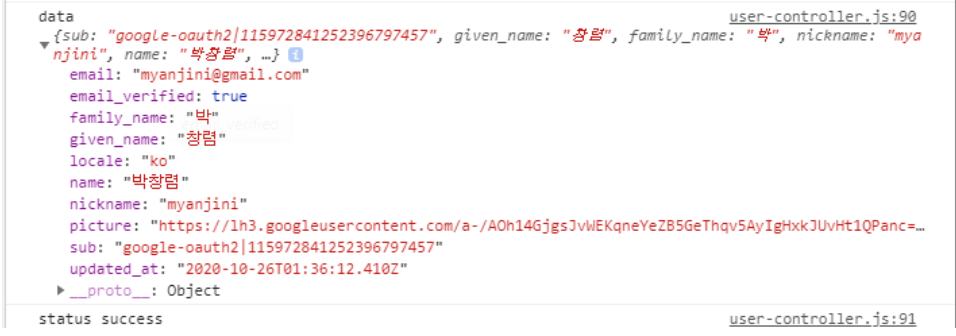 data user-controller.js:90
{sub: "google-oauth2|115972841252396797457", given_name: "창렴", family_name: "박", nickname: "mya
njini", name: "박창렴", …}
email: "myanjini@gmail.com"
email_verified: true
family_name: "박"
given_name: "창렴"
locale: "ko"
name: "박창렴"
nickname: "myanjini"
picture: "https://lh3.googleusercontent.com/a-/AOh14GjgsJvWEKqneYeZB5GeThqv5AyIgHxkJUvHt1QPanc=…
sub: "google-oauth2|115972841252396797457"
updated_at: "2020-10-26T01:36:12.410Z"
__proto__: Object
status success user-controller.js:91